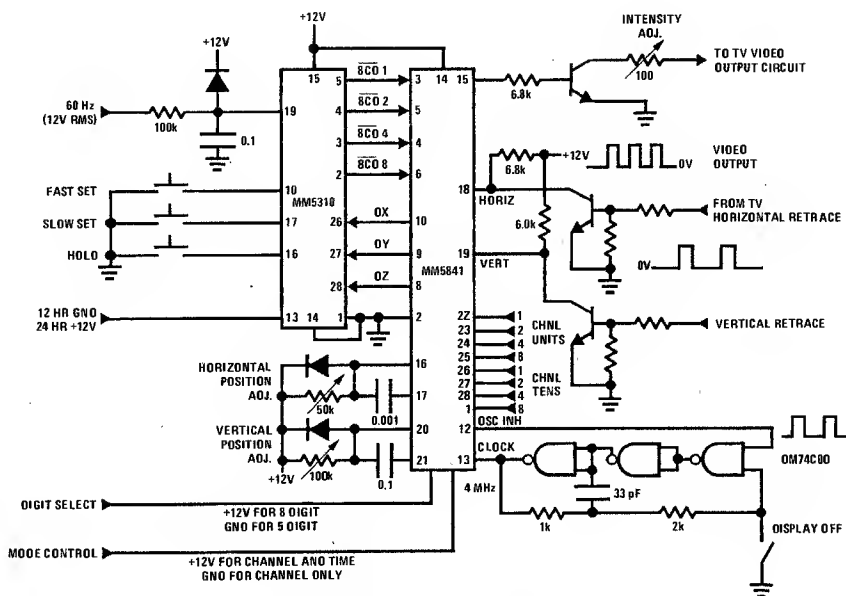 +12V
INTENSITY
AOJ.
100
TO TV VIDEO
OUTPUT CIRCUIT
+12V
15
5
8CO 1
3
14
15
6.8k
60 Hz
(12V RMS)
100k
19
0.1
4
8CO 2
5
3
8CO 4
4
2
8CO 8
6
MM5318
6.8k
+12V
0V
VIDEO
OUTPUT
18
HORIZ
FAST SET
10
SLOW SET
17
HOLO
16
26
OX
10
27
OY
9
28
OZ
8
MM5841
6.0k
19
VERT
FROM TV
HORIZONTAL RETRACE
0V
12 HR GNO
24 HR +12V
13
14
1
2
22
1
23
2
24
4
25
8
26
1
27
2
28
4
1
8
CHNL
UNITS
CHNL
TENS
VERTICAL RETRACE
HORIZONTAL
POSITION
AOJ.
50k
0.001
16
17
VERTICAL
POSITION
AOJ.
+12V
100k
0.1
20
21
OSC INH
12
CLOCK
13
4 MHz
OM74C00
33 pF
1k
2k
DISPLAY OFF
OIGIT SELECT
+12V FOR 8 OIGIT
GNO FOR 5 OIGIT
MOOE CONTROL
+12V FOR CHANNEL ANO TIME
GNO FOR CHANNEL ONLY